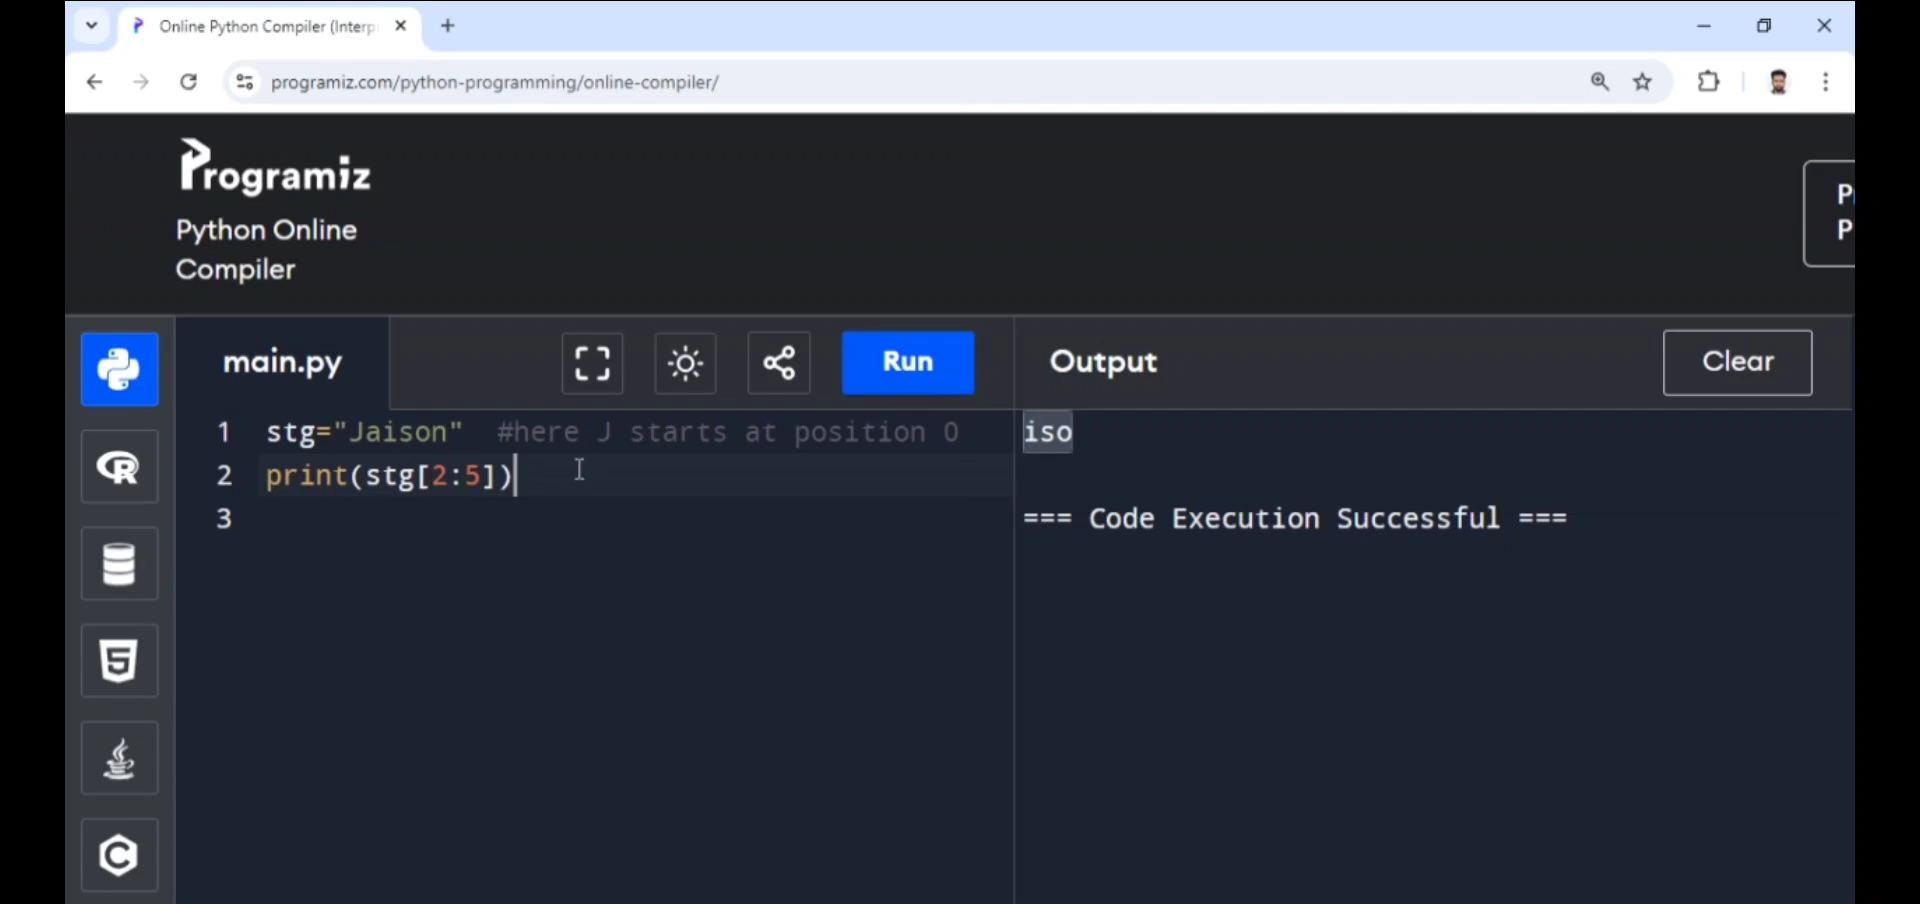 Online Python Compiler (Interp
programiz.com/python-programming/online-compiler/
Programiz
Python Online
Compiler
P
P
main.py
Run
Output
Clear
1 stg="Jaison" #here J starts at position 0
2 print(stg[2:5])
3
iso
=== Code Execution Successful ===